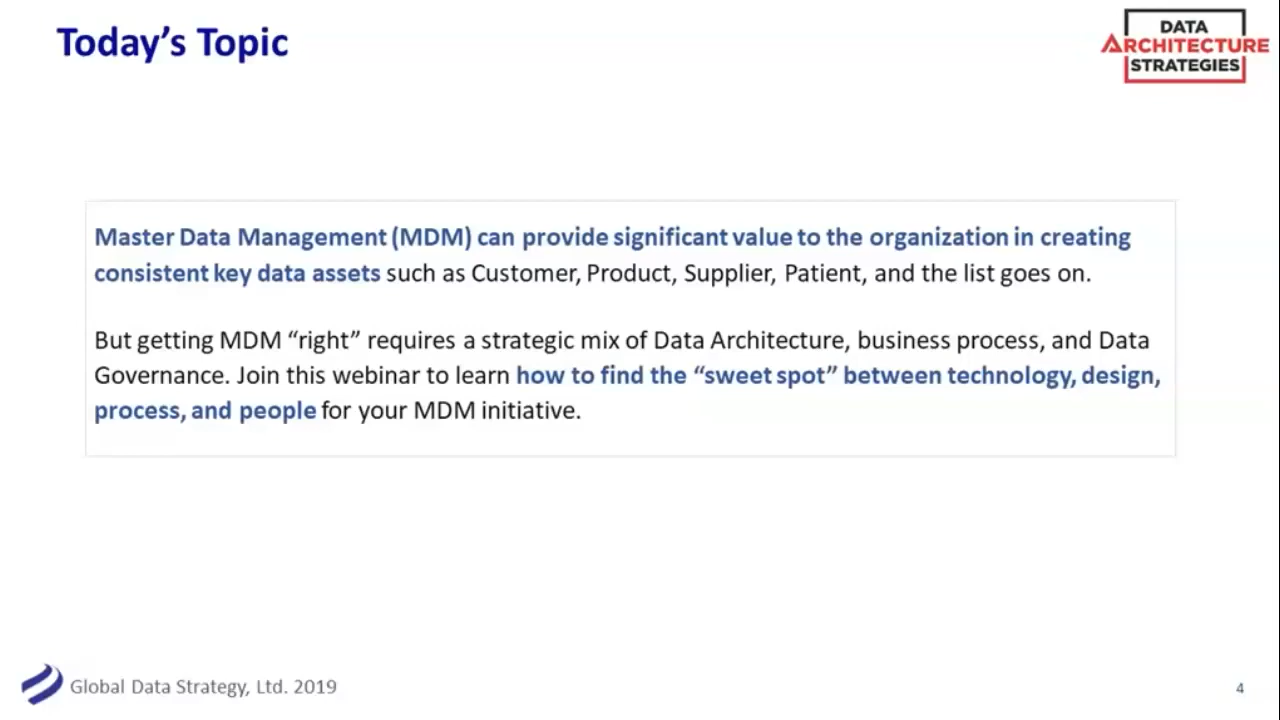 Today's Topic
DATA
ARCHITECTURE
STRATEGIES
Master Data Management (MDM) can provide significant value to the organization in creating
consistent key data assets such as Customer, Product, Supplier, Patient, and the list goes on.
But getting MDM “right” requires a strategic mix of Data Architecture, business process, and Data
Governance. Join this webinar to learn how to find the “sweet spot” between technology, design,
process, and people for your MDM initiative.
Global Data Strategy, Ltd. 2019
4